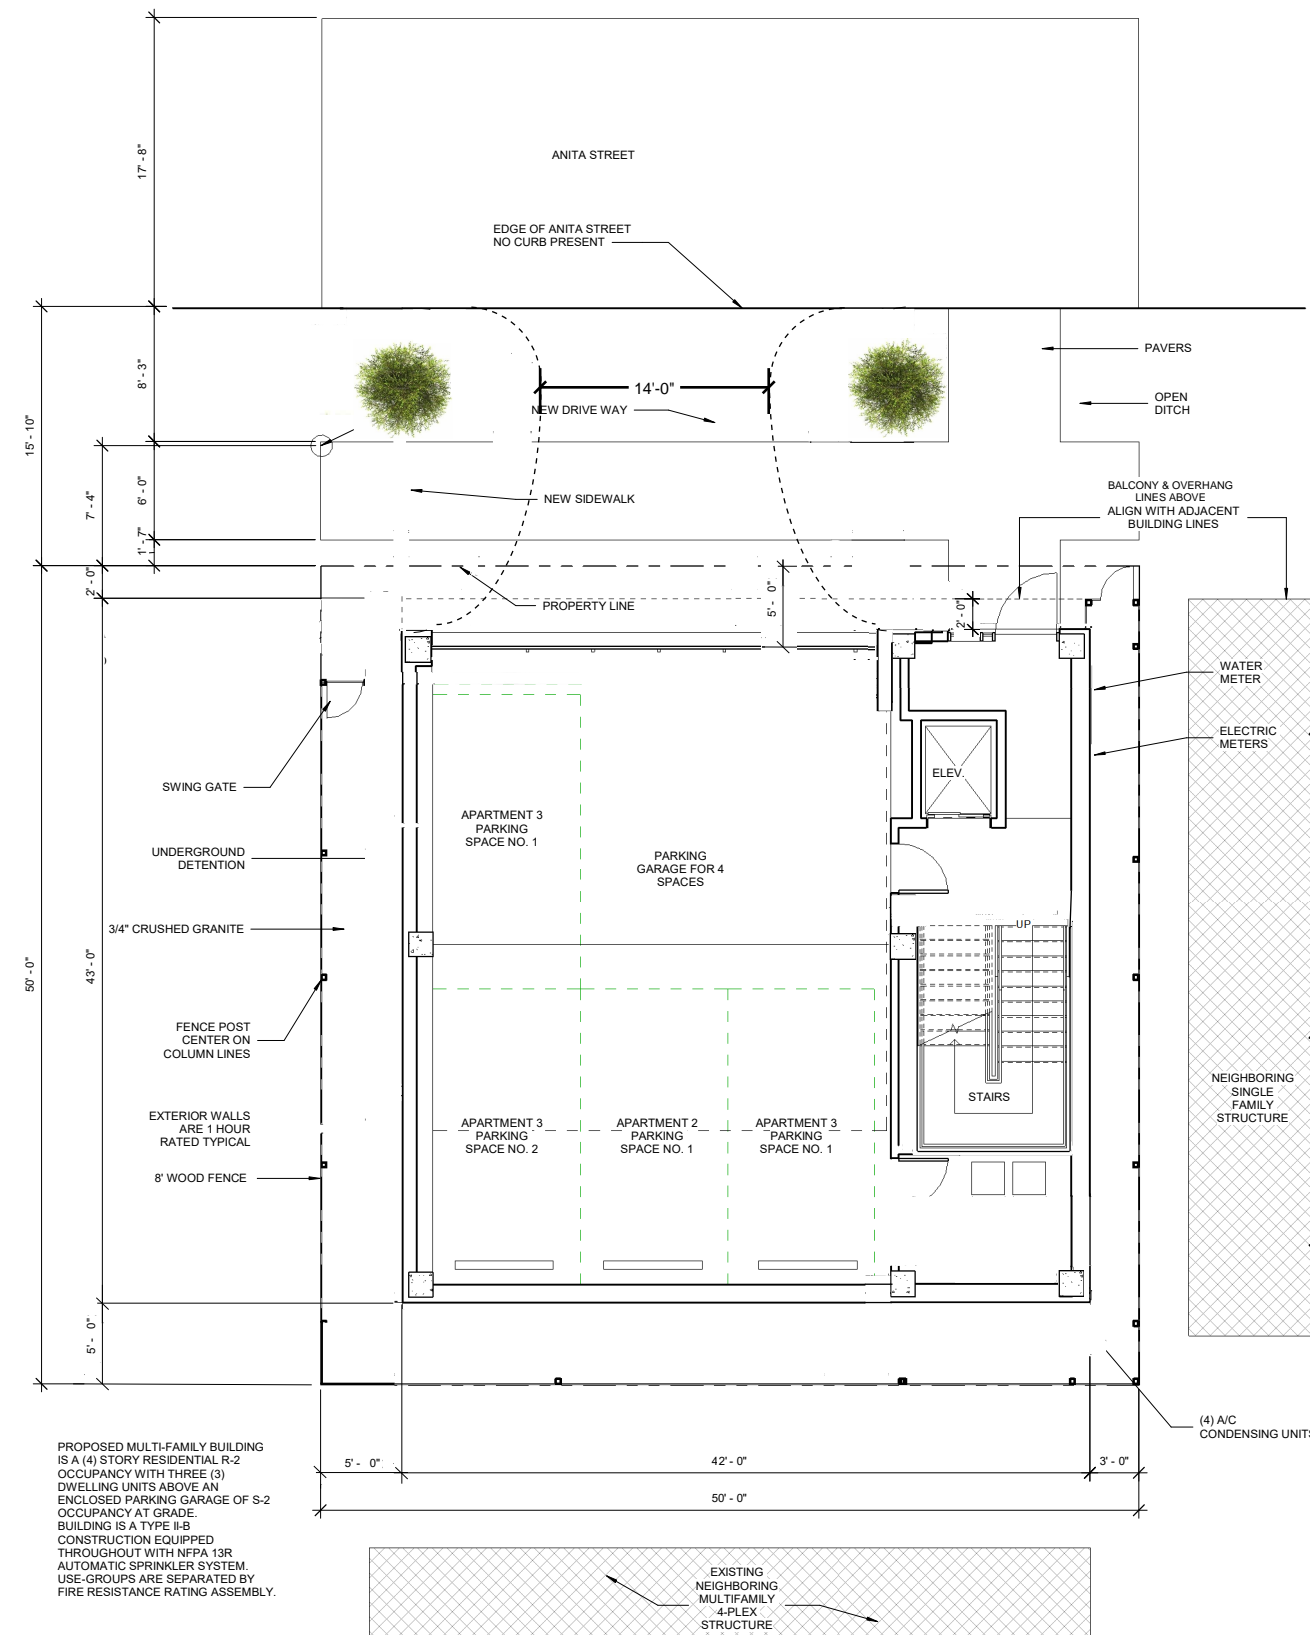 17' - 8"
ANITA STREET
EDGE OF ANITA STREET
NO CURB PRESENT
PAVERS
8' - 3"
14'-0"
OPEN
DITCH
NEW DRIVE WAY
15' - 10"
6' - 0"
7' - 4"
NEW SIDEWALK
BALCONY & OVERHANG
LINES ABOVE
ALIGN WITH ADJACENT
BUILDING LINES
1' - 7"
2' - 0"
5' - 0"
PROPERTY LINE
2' - 0"
WATER
METER
ELECTRIC
METERS
ELEV.
SWING GATE
APARTMENT 3
PARKING
SPACE NO. 1
UNDERGROUND
DETENTION
PARKING
GARAGE FOR 4
SPACES
3/4" CRUSHED GRANITE
UP
50' - 0"
43' - 0"
FENCE POST
CENTER ON
COLUMN LINES
NEIGHBORING
SINGLE
FAMILY
STRUCTURE
STAIRS
EXTERIOR WALLS
ARE 1 HOUR
RATED TYPICAL
APARTMENT 3
PARKING
SPACE NO. 2
APARTMENT 2
PARKING
SPACE NO. 1
APARTMENT 3
PARKING
SPACE NO. 1
8' WOOD FENCE
5' - 0"
(4) A/C
CONDENSING UNITS
PROPOSED MULTI-FAMILY BUILDING
IS A (4) STORY RESIDENTIAL R-2
OCCUPANCY WITH THREE (3)
DWELLING UNITS ABOVE AN
ENCLOSED PARKING GARAGE OF S-2
OCCUPANCY AT GRADE.
BUILDING IS A TYPE II-B
CONSTRUCTION EQUIPPED
THROUGHOUT WITH NFPA 13R
AUTOMATIC SPRINKLER SYSTEM.
USE-GROUPS ARE SEPARATED BY
FIRE RESISTANCE RATING ASSEMBLY.
5' - 0"
42' - 0"
3' - 0"
50' - 0"
EXISTING
NEIGHBORING
MULTIFAMILY
4-PLEX
STRUCTURE